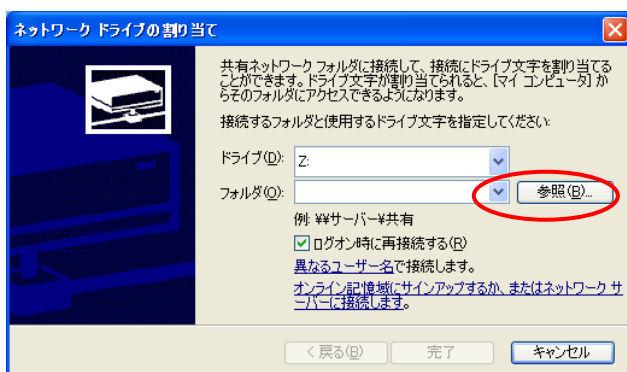 ネットワーク ドライブの割り当て
共有ネットワーク フォルダに接続して、接続にドライブ文字を割り当てる
ことができます。ドライブ文字が割り当てられると、[マイ コンピュータ] か
らそのフォルダにアクセスできるようになります。
接続するフォルダと使用するドライブ文字を指定してください:
ドライブ(D): Z:
フォルダ(O): 参照(B)...
例: ¥¥サーバー¥共有
ログオン時に再接続する(R)
異なるユーザー名で接続します。
オンライン記憶域にサインアップするか、またはネットワーク サ
ーバーに接続します。
< 戻る(B) 完了 キャンセル